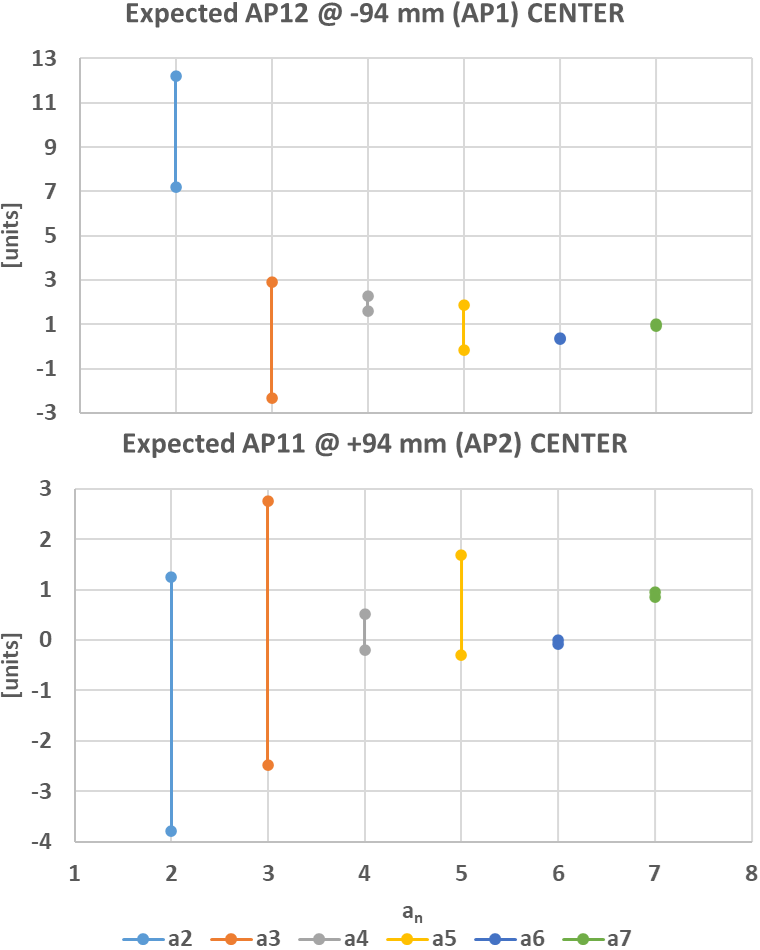 Expected AP12 @ -94 mm (AP1) CENTER
13
11
9
7
5
3
1
-1
-3
[units]
Expected AP11 @ +94 mm (AP2) CENTER
3
2
1
0
-1
-2
-3
-4
[units]
1 2 3 4 5 6 7 8
an
a2 a3 a4 a5 a6 a7